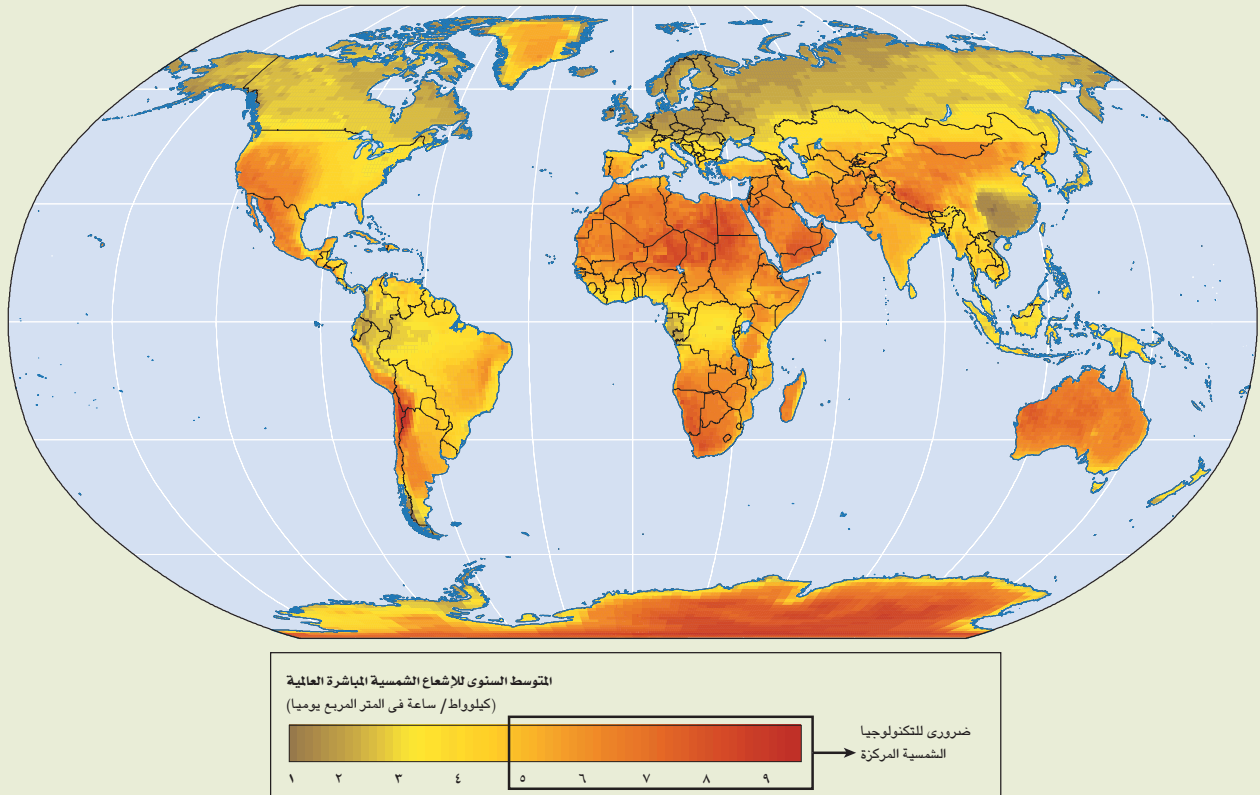 المتوسط السنوى للإشعاع الشمسية المباشرة العالمية
(كيلوواط/ ساعة فى المتر المربع يوميا)
ضرورى للتكنولوجيا
الشمسية المركزة
١ ٢ ٣ ٤ ٥ ٦ ٧ ٨ ٩